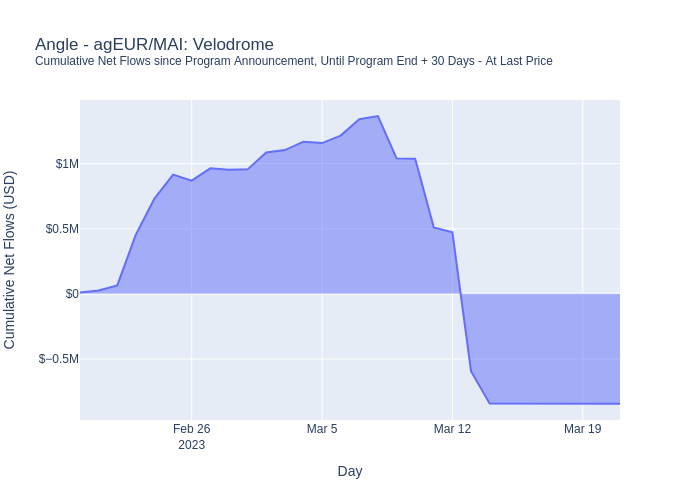 Angle - agEUR/MAI: Velodrome
Cumulative Net Flows since Program Announcement, Until Program End + 30 Days - At Last Price
Cumulative Net Flows (USD)
$1M
$0.5M
$0
$−0.5M
Feb 26
2023
Mar 5
Mar 12
Mar 19
Day